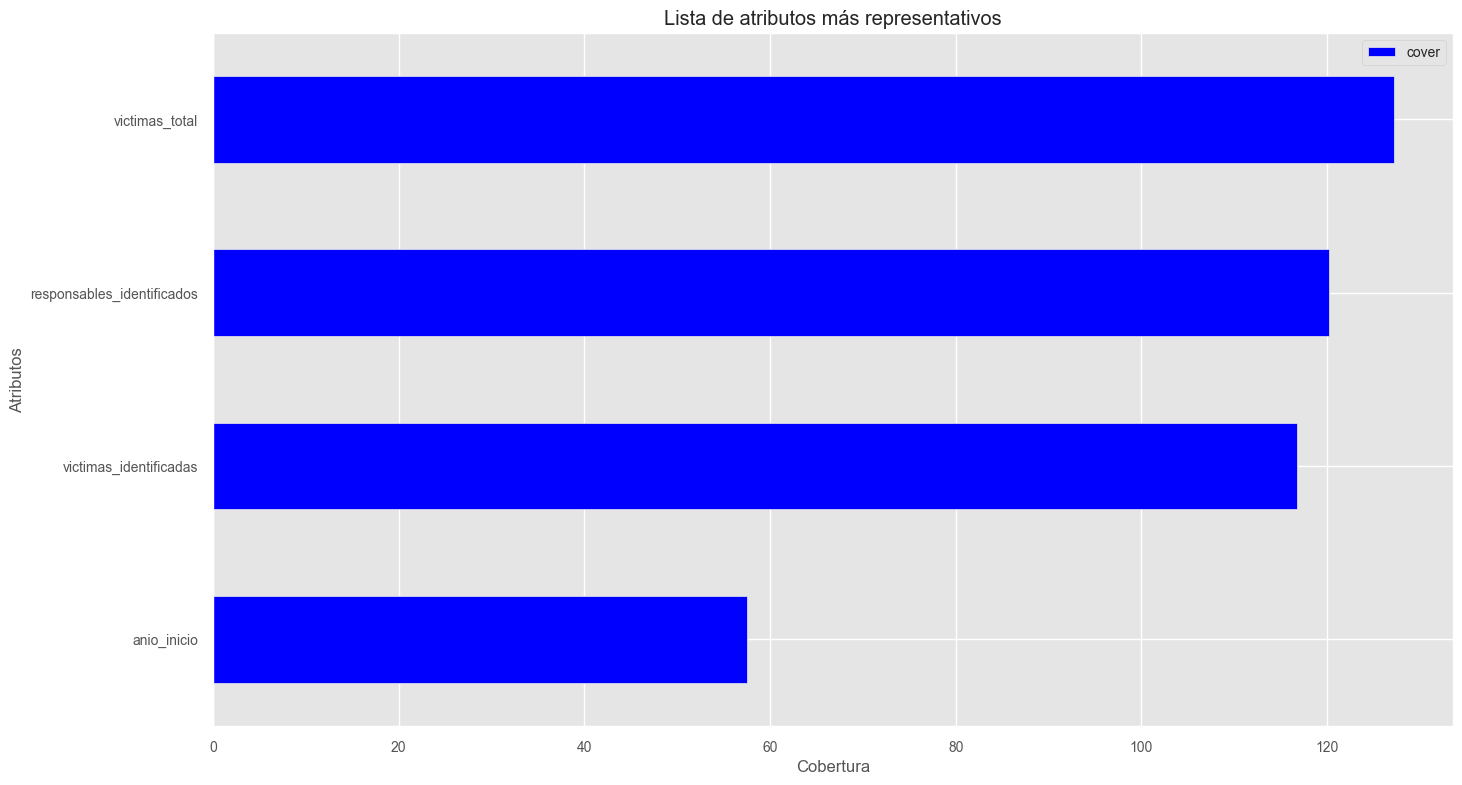 Lista de atributos más representativos
cover
victimas_total
responsables_identificados
victimas_identificadas
anio_inicio
Atributos
0 20 40 60 80 100 120
Cobertura